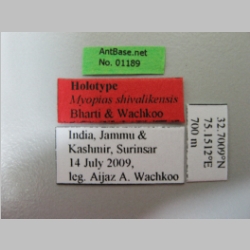 AntBase.net
No. 01189
Holotype
Myopias shivalikensis
Bharti & Wachkoo
India, Jammu &
Kashmir, Surinsar
14 July 2009,
leg. Aijaz A. Wachkoo
32.7009°N
75.1512°E
700 m